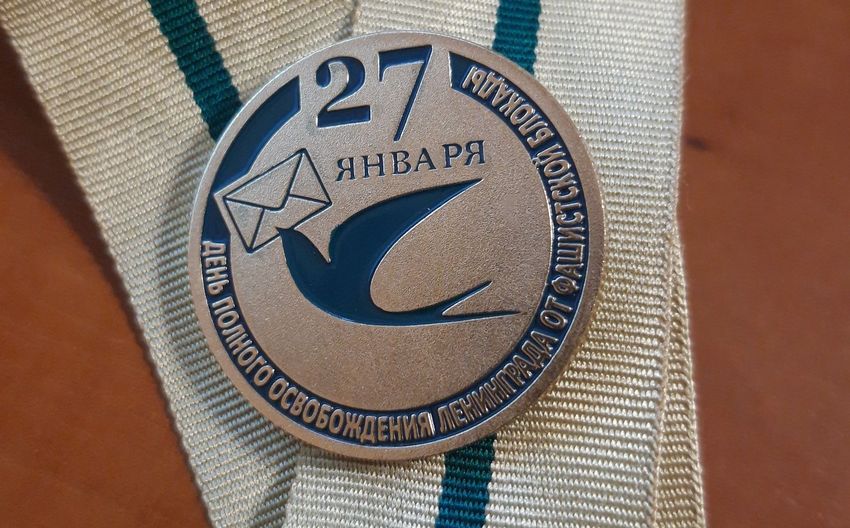 27
ЯНВАРЯ
ДЕНЬ ПОЛНОГО ОСВОБОЖДЕНИЯ ЛЕНИНГРАДА ОТ ФАШИСТСКОЙ БЛОКАДЫ